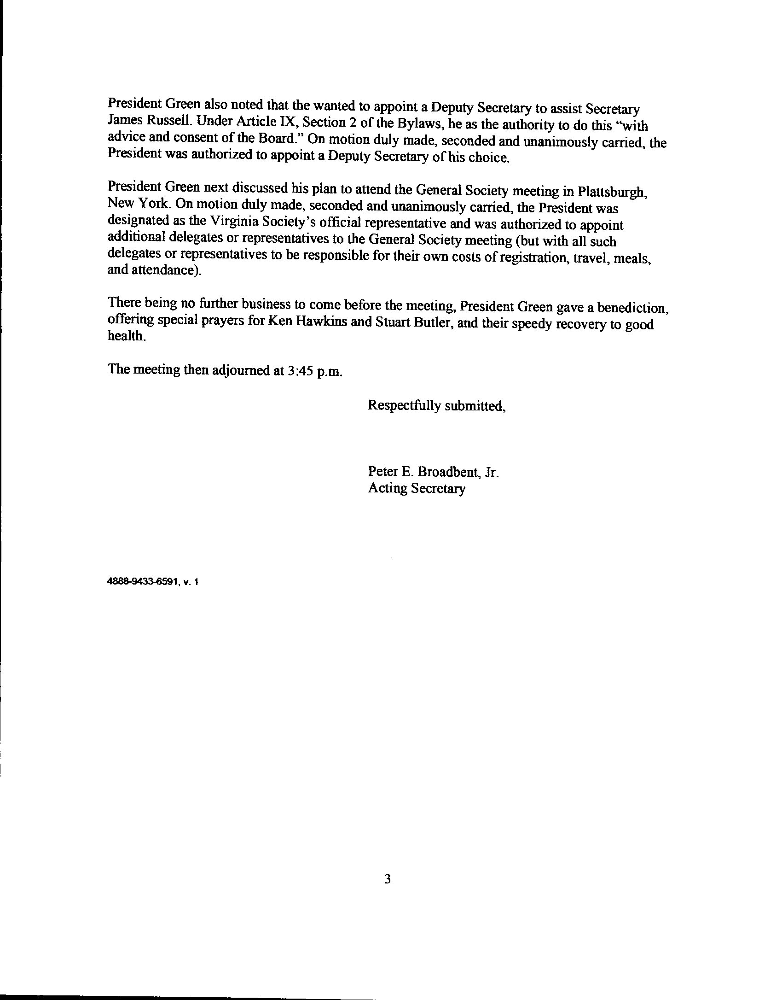 President Green also noted that the wanted to appoint a Deputy Secretary to assist Secretary
James Russell. Under Article IX, Section 2 of the Bylaws, he as the authority to do this “with
advice and consent of the Board.” On motion duly made, seconded and unanimously carried, the
President was authorized to appoint a Deputy Secretary of his choice.
President Green next discussed his plan to attend the General Society meeting in Plattsburgh,
New York. On motion duly made, seconded and unanimously carried, the President was
designated as the Virginia Society’s official representative and was authorized to appoint
additional delegates or representatives to the General Society meeting (but with all such
delegates or representatives to be responsible for their own costs of registration, travel, meals,
and attendance).
There being no further business to come before the meeting, President Green gave a benediction,
offering special prayers for Ken Hawkins and Stuart Butler, and their speedy recovery to good
health.
The meeting then adjourned at 3:45 p.m.
Respectfully submitted,
Peter E. Broadbent, Jr.
Acting Secretary
4888-9433-6591, v. 1
3